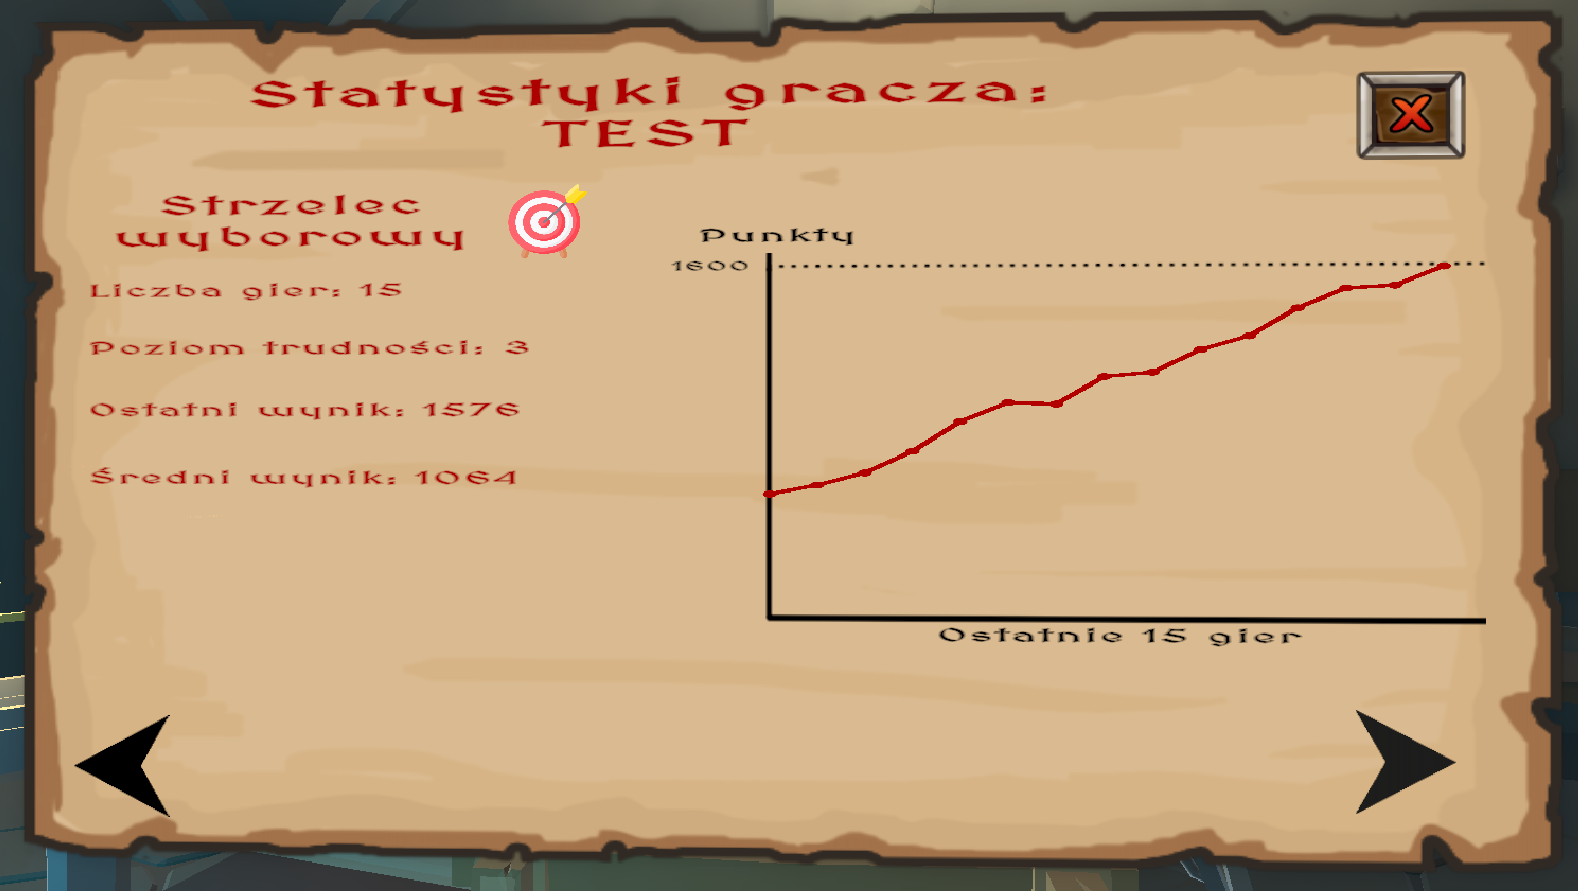 Statystyki gracza:
TEST
Strzelec
wyborowy
Liczba gier: 15
Poziom trudności: 3
Ostatni wynik: 1576
Średni wynik: 1064
Punkty
1600
Ostatnie 15 gier